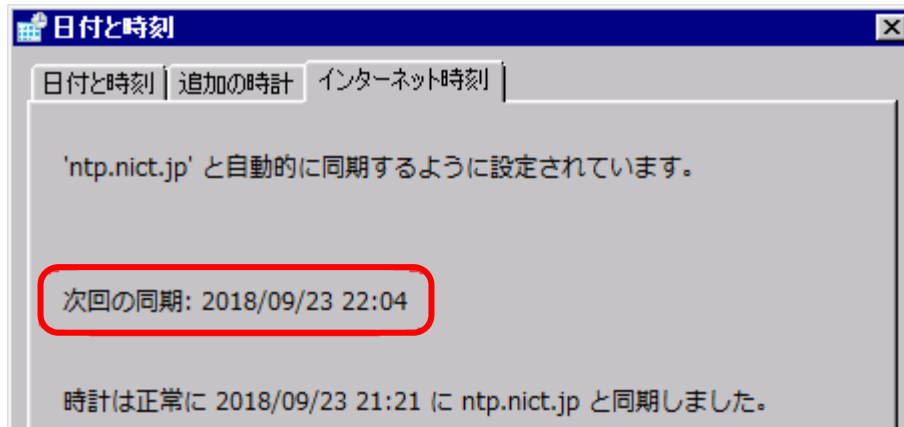 日付と時刻
日付と時刻 追加の時計 インターネット時刻
'ntp.nict.jp' と自動的に同期するように設定されています。
次回の同期: 2018/09/23 22:04
時計は正常に 2018/09/23 21:21 に ntp.nict.jp と同期しました。